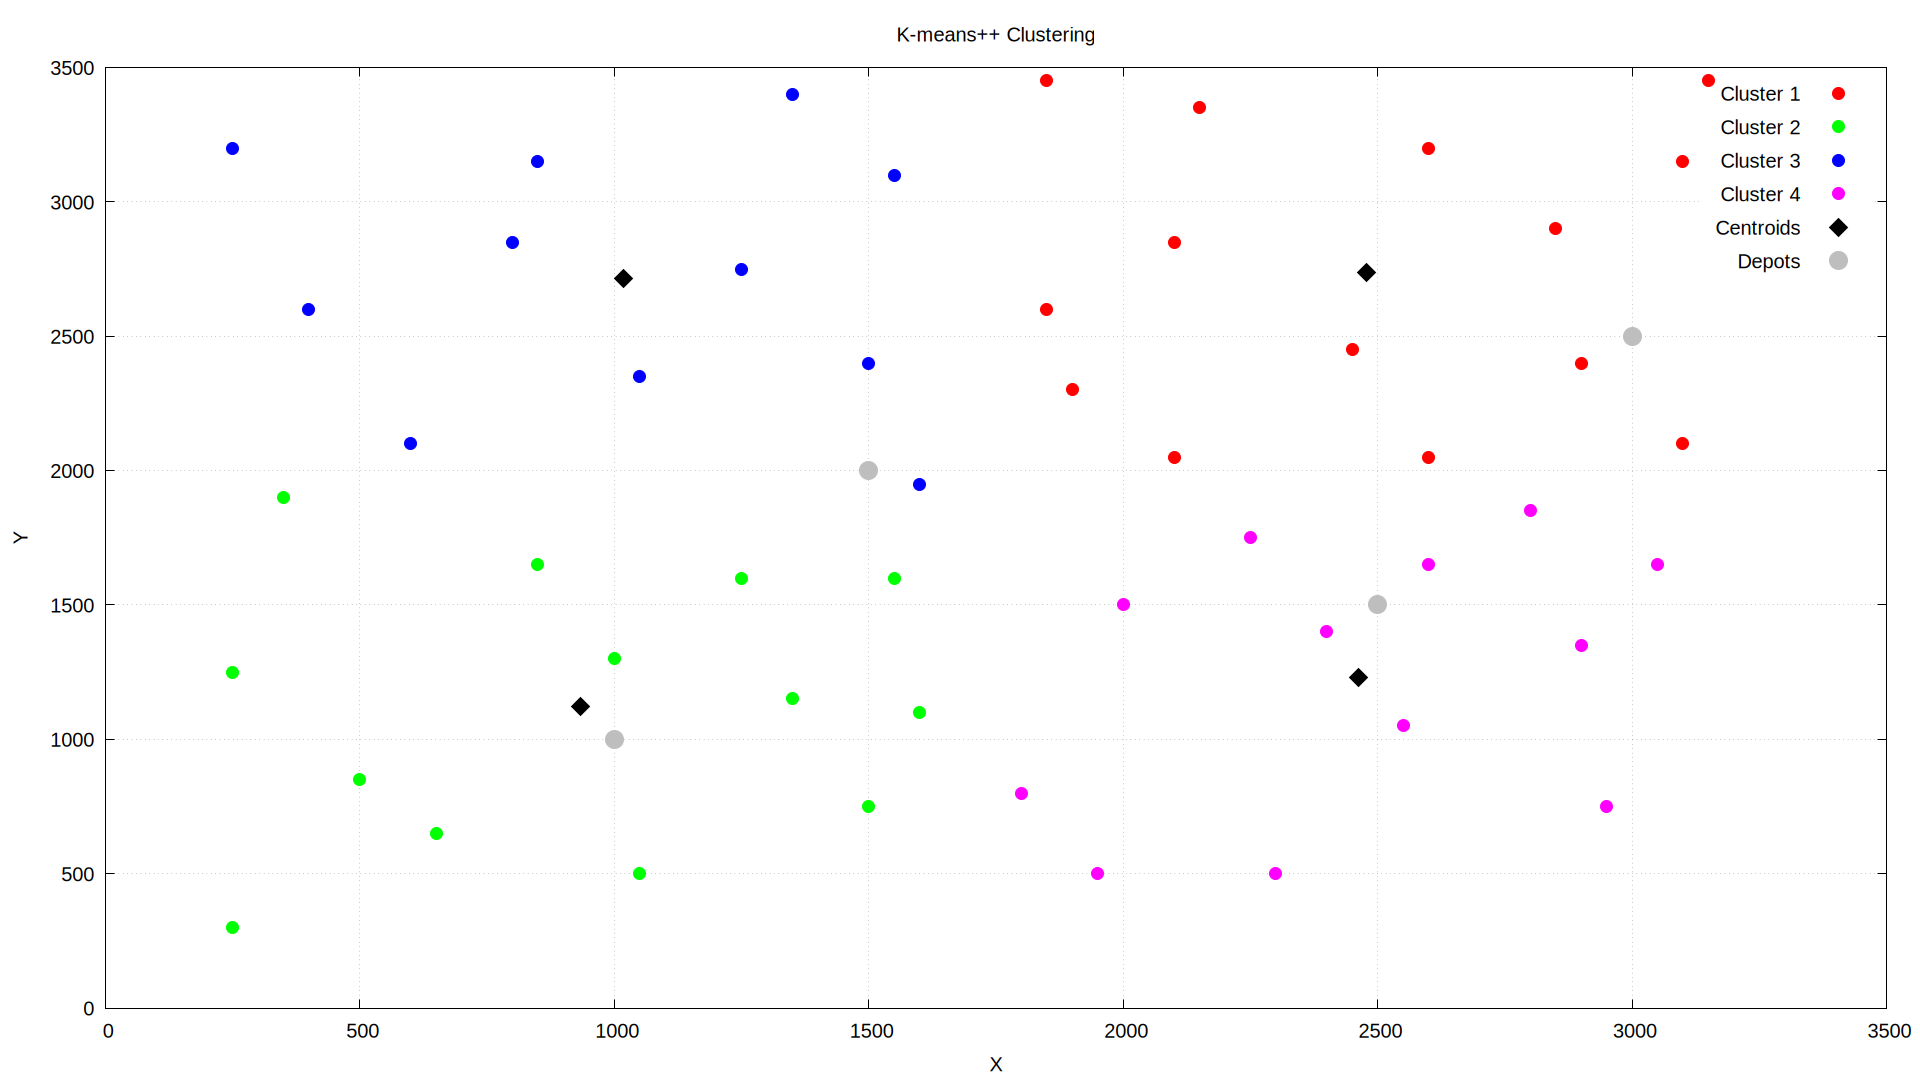 K-means++ Clustering
3500
3000
2500
2000
1500
1000
500
0
Y
0 500 1000 1500 2000 2500 3000 3500
X
Cluster 1
Cluster 2
Cluster 3
Cluster 4
Centroids
Depots